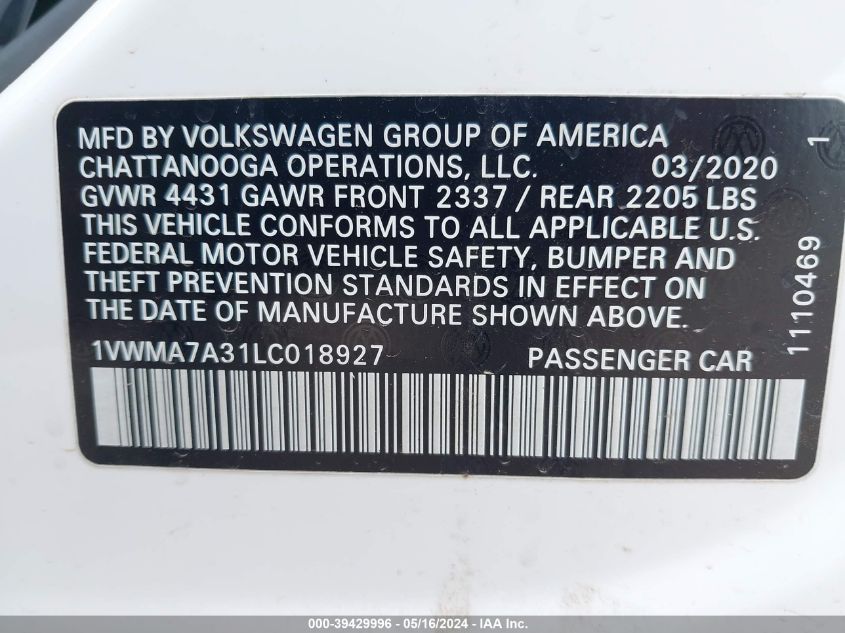 MFD BY VOLKSWAGEN GROUP OF AMERICA
CHATTANOOGA OPERATIONS, LLC. 03/2020
GVWR 4431 GAWR FRONT 2337 / REAR 2205 LBS
THIS VEHICLE CONFORMS TO ALL APPLICABLE U.S.
FEDERAL MOTOR VEHICLE SAFETY, BUMPER AND
THEFT PREVENTION STANDARDS IN EFFECT ON
THE DATE OF MANUFACTURE SHOWN ABOVE.
1VWMA7A31LC018927 PASSENGER CAR
1110469 1
000-39429996 - 05/16/2024 - IAA Inc.